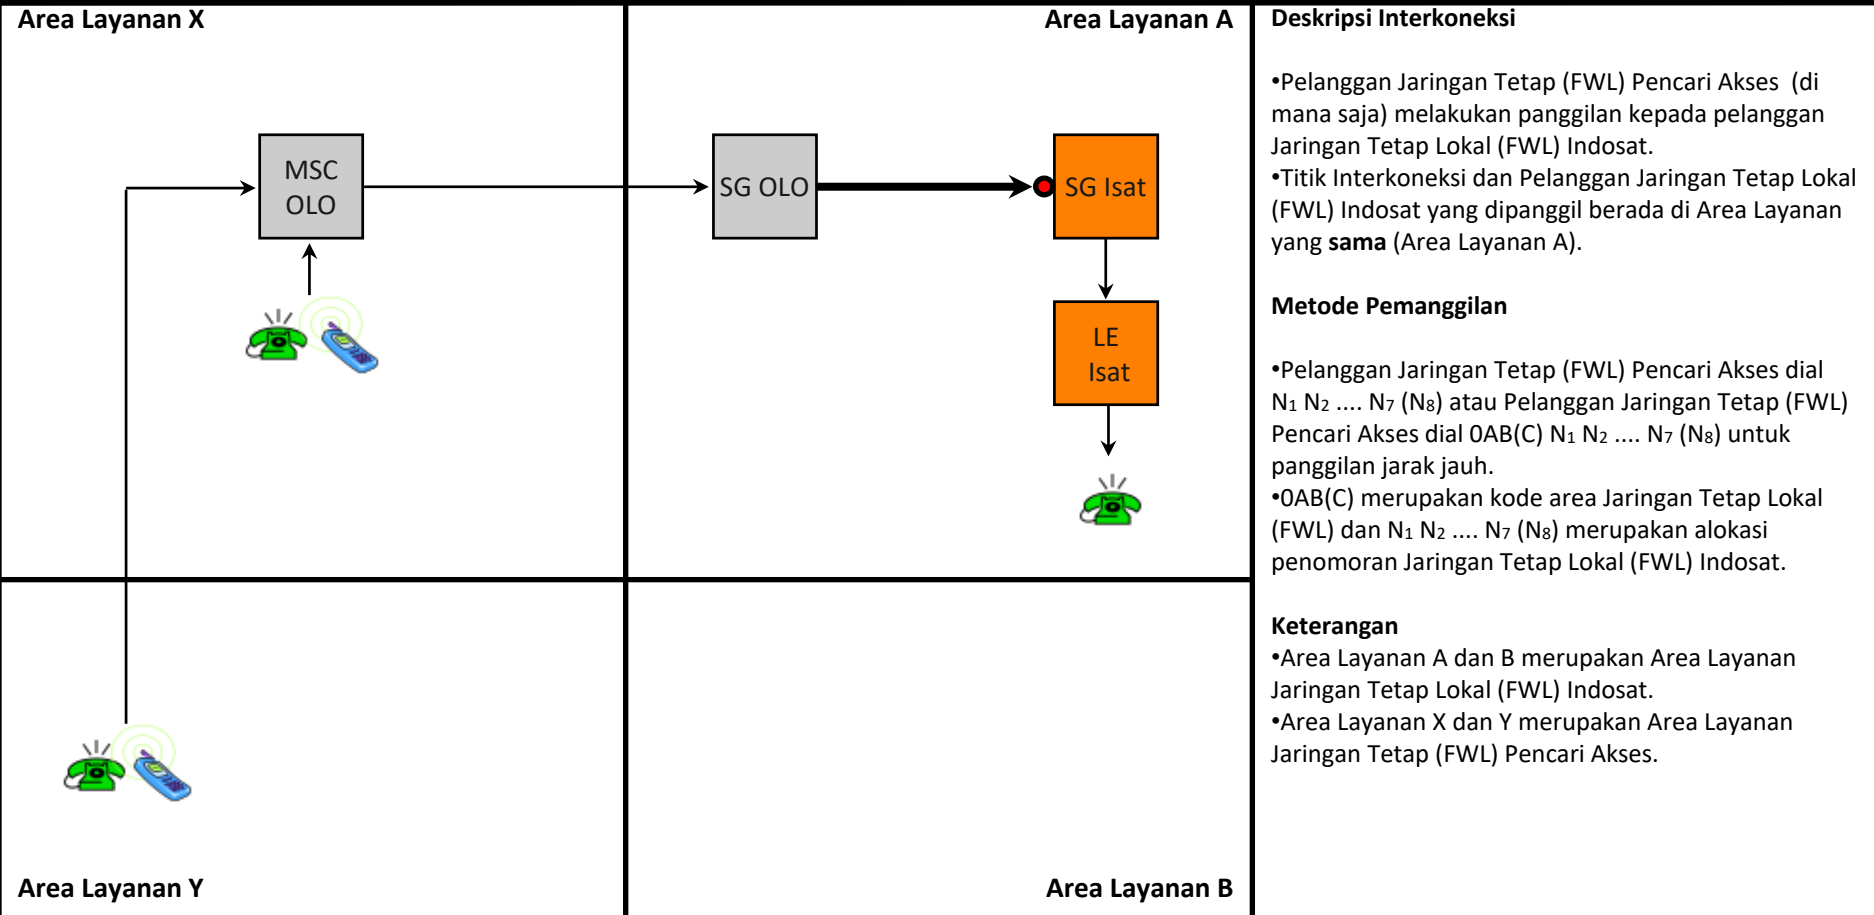 Area Layanan X
Area Layanan A
MSC
OLO
SG OLO
SG Isat
LE
Isat
Area Layanan Y
Area Layanan B
Deskripsi Interkoneksi
•Pelanggan Jaringan Tetap (FWL) Pencari Akses (di
mana saja) melakukan panggilan kepada pelanggan
Jaringan Tetap Lokal (FWL) Indosat.
•Titik Interkoneksi dan Pelanggan Jaringan Tetap Lokal
(FWL) Indosat yang dipanggil berada di Area Layanan
yang sama (Area Layanan A).
Metode Pemanggilan
•Pelanggan Jaringan Tetap (FWL) Pencari Akses dial
N₁ N₂ .... N₇ (N₈) atau Pelanggan Jaringan Tetap (FWL)
Pencari Akses dial 0AB(C) N₁ N₂ .... N₇ (N₈) untuk
panggilan jarak jauh.
•0AB(C) merupakan kode area Jaringan Tetap Lokal
(FWL) dan N₁ N₂ .... N₇ (N₈) merupakan alokasi
penomoran Jaringan Tetap Lokal (FWL) Indosat.
Keterangan
•Area Layanan A dan B merupakan Area Layanan
Jaringan Tetap Lokal (FWL) Indosat.
•Area Layanan X dan Y merupakan Area Layanan
Jaringan Tetap (FWL) Pencari Akses.